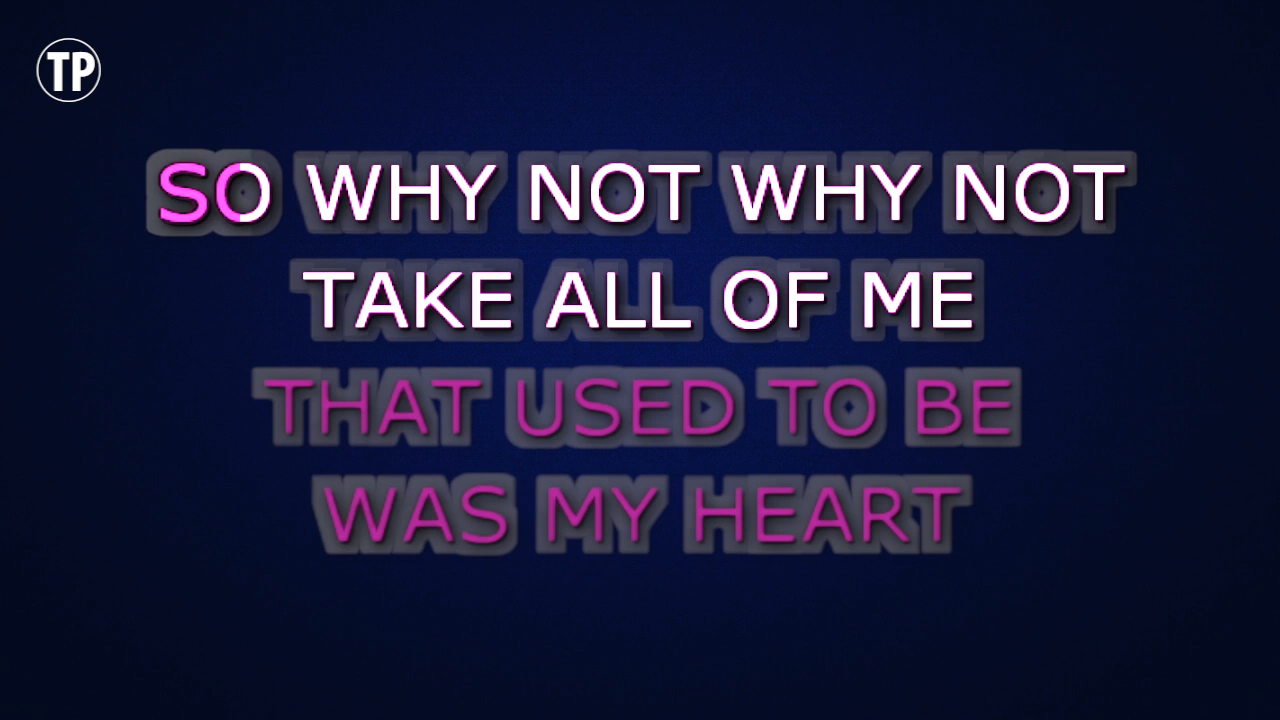 TP
SO WHY NOT WHY NOT
TAKE ALL OF ME
THAT USED TO BE
WAS MY HEART